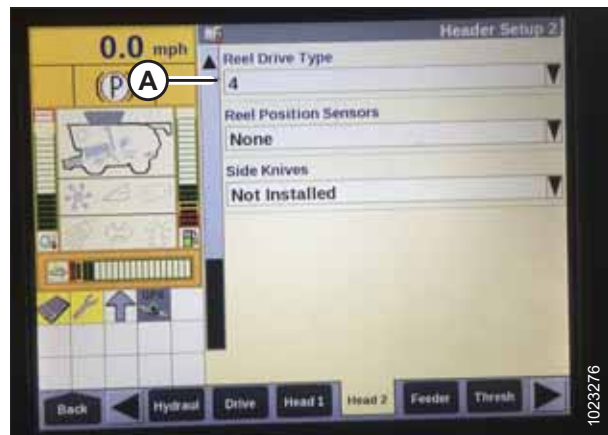 0.0 mph
Header Setup 2
(P)
A
Reel Drive Type
4
Reel Position Sensors
None
Side Knives
Not Installed
GPS
Back
Hydraul
Drive
Head 1
Head 2
Feeder
Thresh
1023276